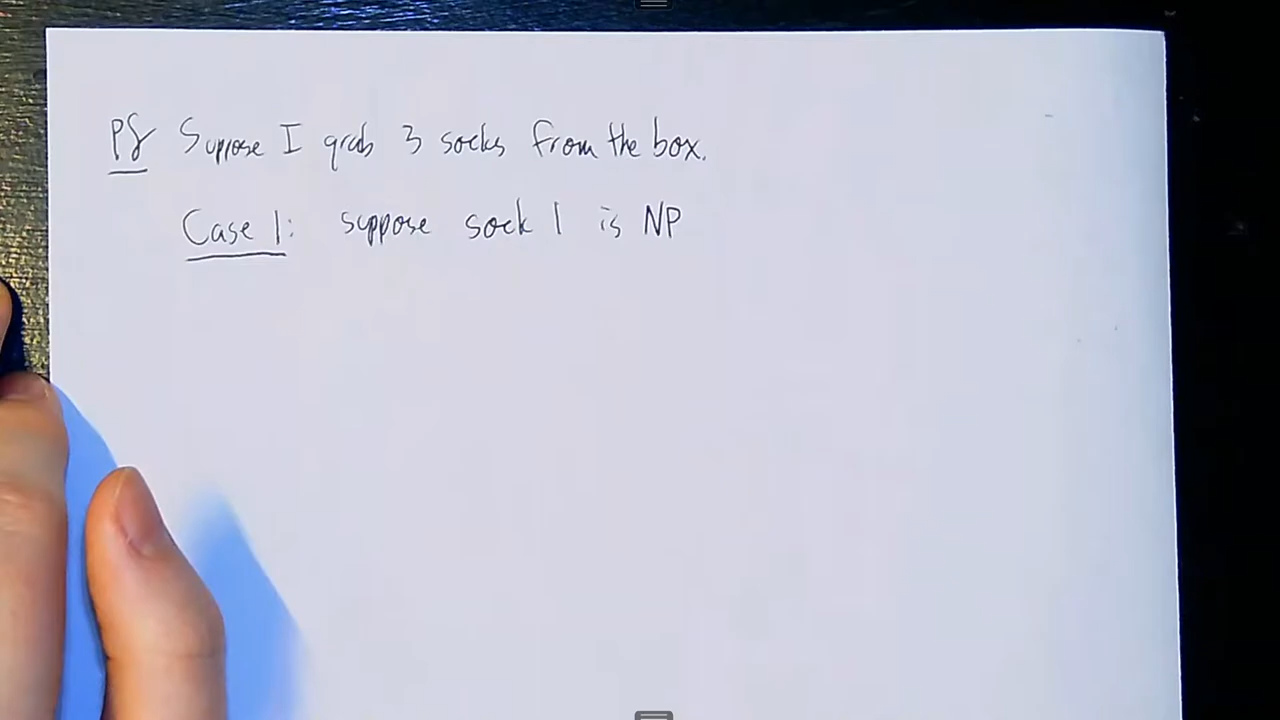 Pf Suppose I grab 3 socks from the box.
Case 1: suppose sock 1 is NP